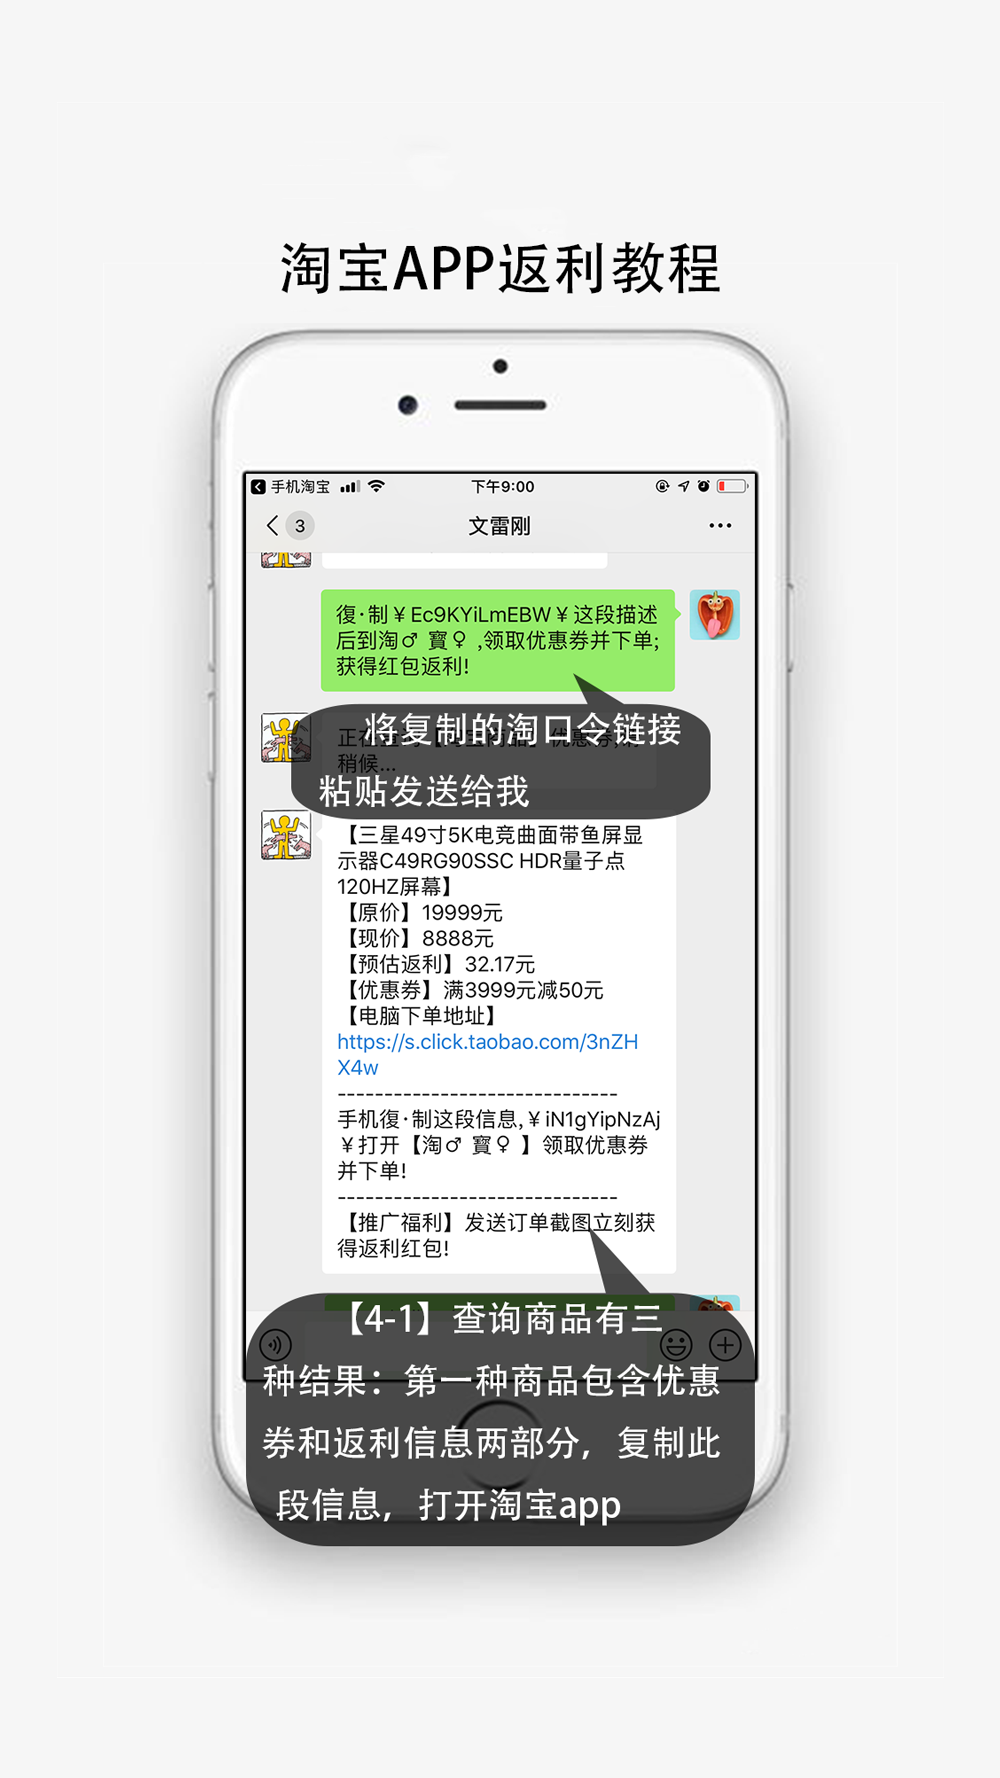 淘宝APP返利教程
手机淘宝
下午9:00
3
文雷刚
復·制￥Ec9KYiLmEBW￥这段描述
后到淘♂ 寳♀ ,领取优惠券并下单;
获得红包返利!
将复制的淘口令链接
粘贴发送给我
稍候...
【三星49寸5K电竞曲面带鱼屏显
示器C49RG90SSC HDR量子点
120HZ屏幕】
【原价】19999元
【现价】8888元
【预估返利】32.17元
【优惠券】满3999元减50元
【电脑下单地址】
https://s.click.taobao.com/3nZH
X4w
------------------------------
手机復·制这段信息,￥iN1gYipNzAj
￥打开【淘♂ 寳♀ 】领取优惠券
并下单!
------------------------------
【推广福利】发送订单截图立刻获
得返利红包!
【4-1】查询商品有三
种结果：第一种商品包含优惠
券和返利信息两部分，复制此
段信息，打开淘宝app